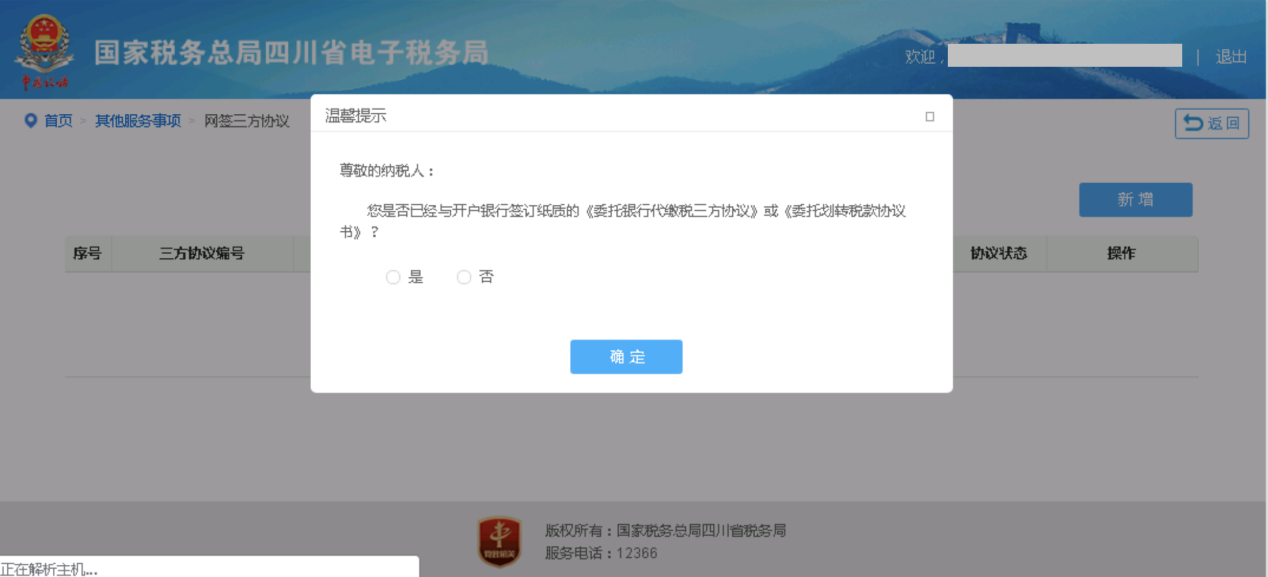 国家税务总局四川省电子税务局
欢迎， | 退出
首页 > 其他服务事项 > 网签三方协议
返回
温馨提示
尊敬的纳税人：
您是否已经与开户银行签订纸质的《委托银行代缴税三方协议》或《委托划转税款协议
书》？
是 否
确 定
新 增
序号 三方协议编号 协议状态 操作
版权所有：国家税务总局四川省税务局
服务电话：12366
正在解析主机...